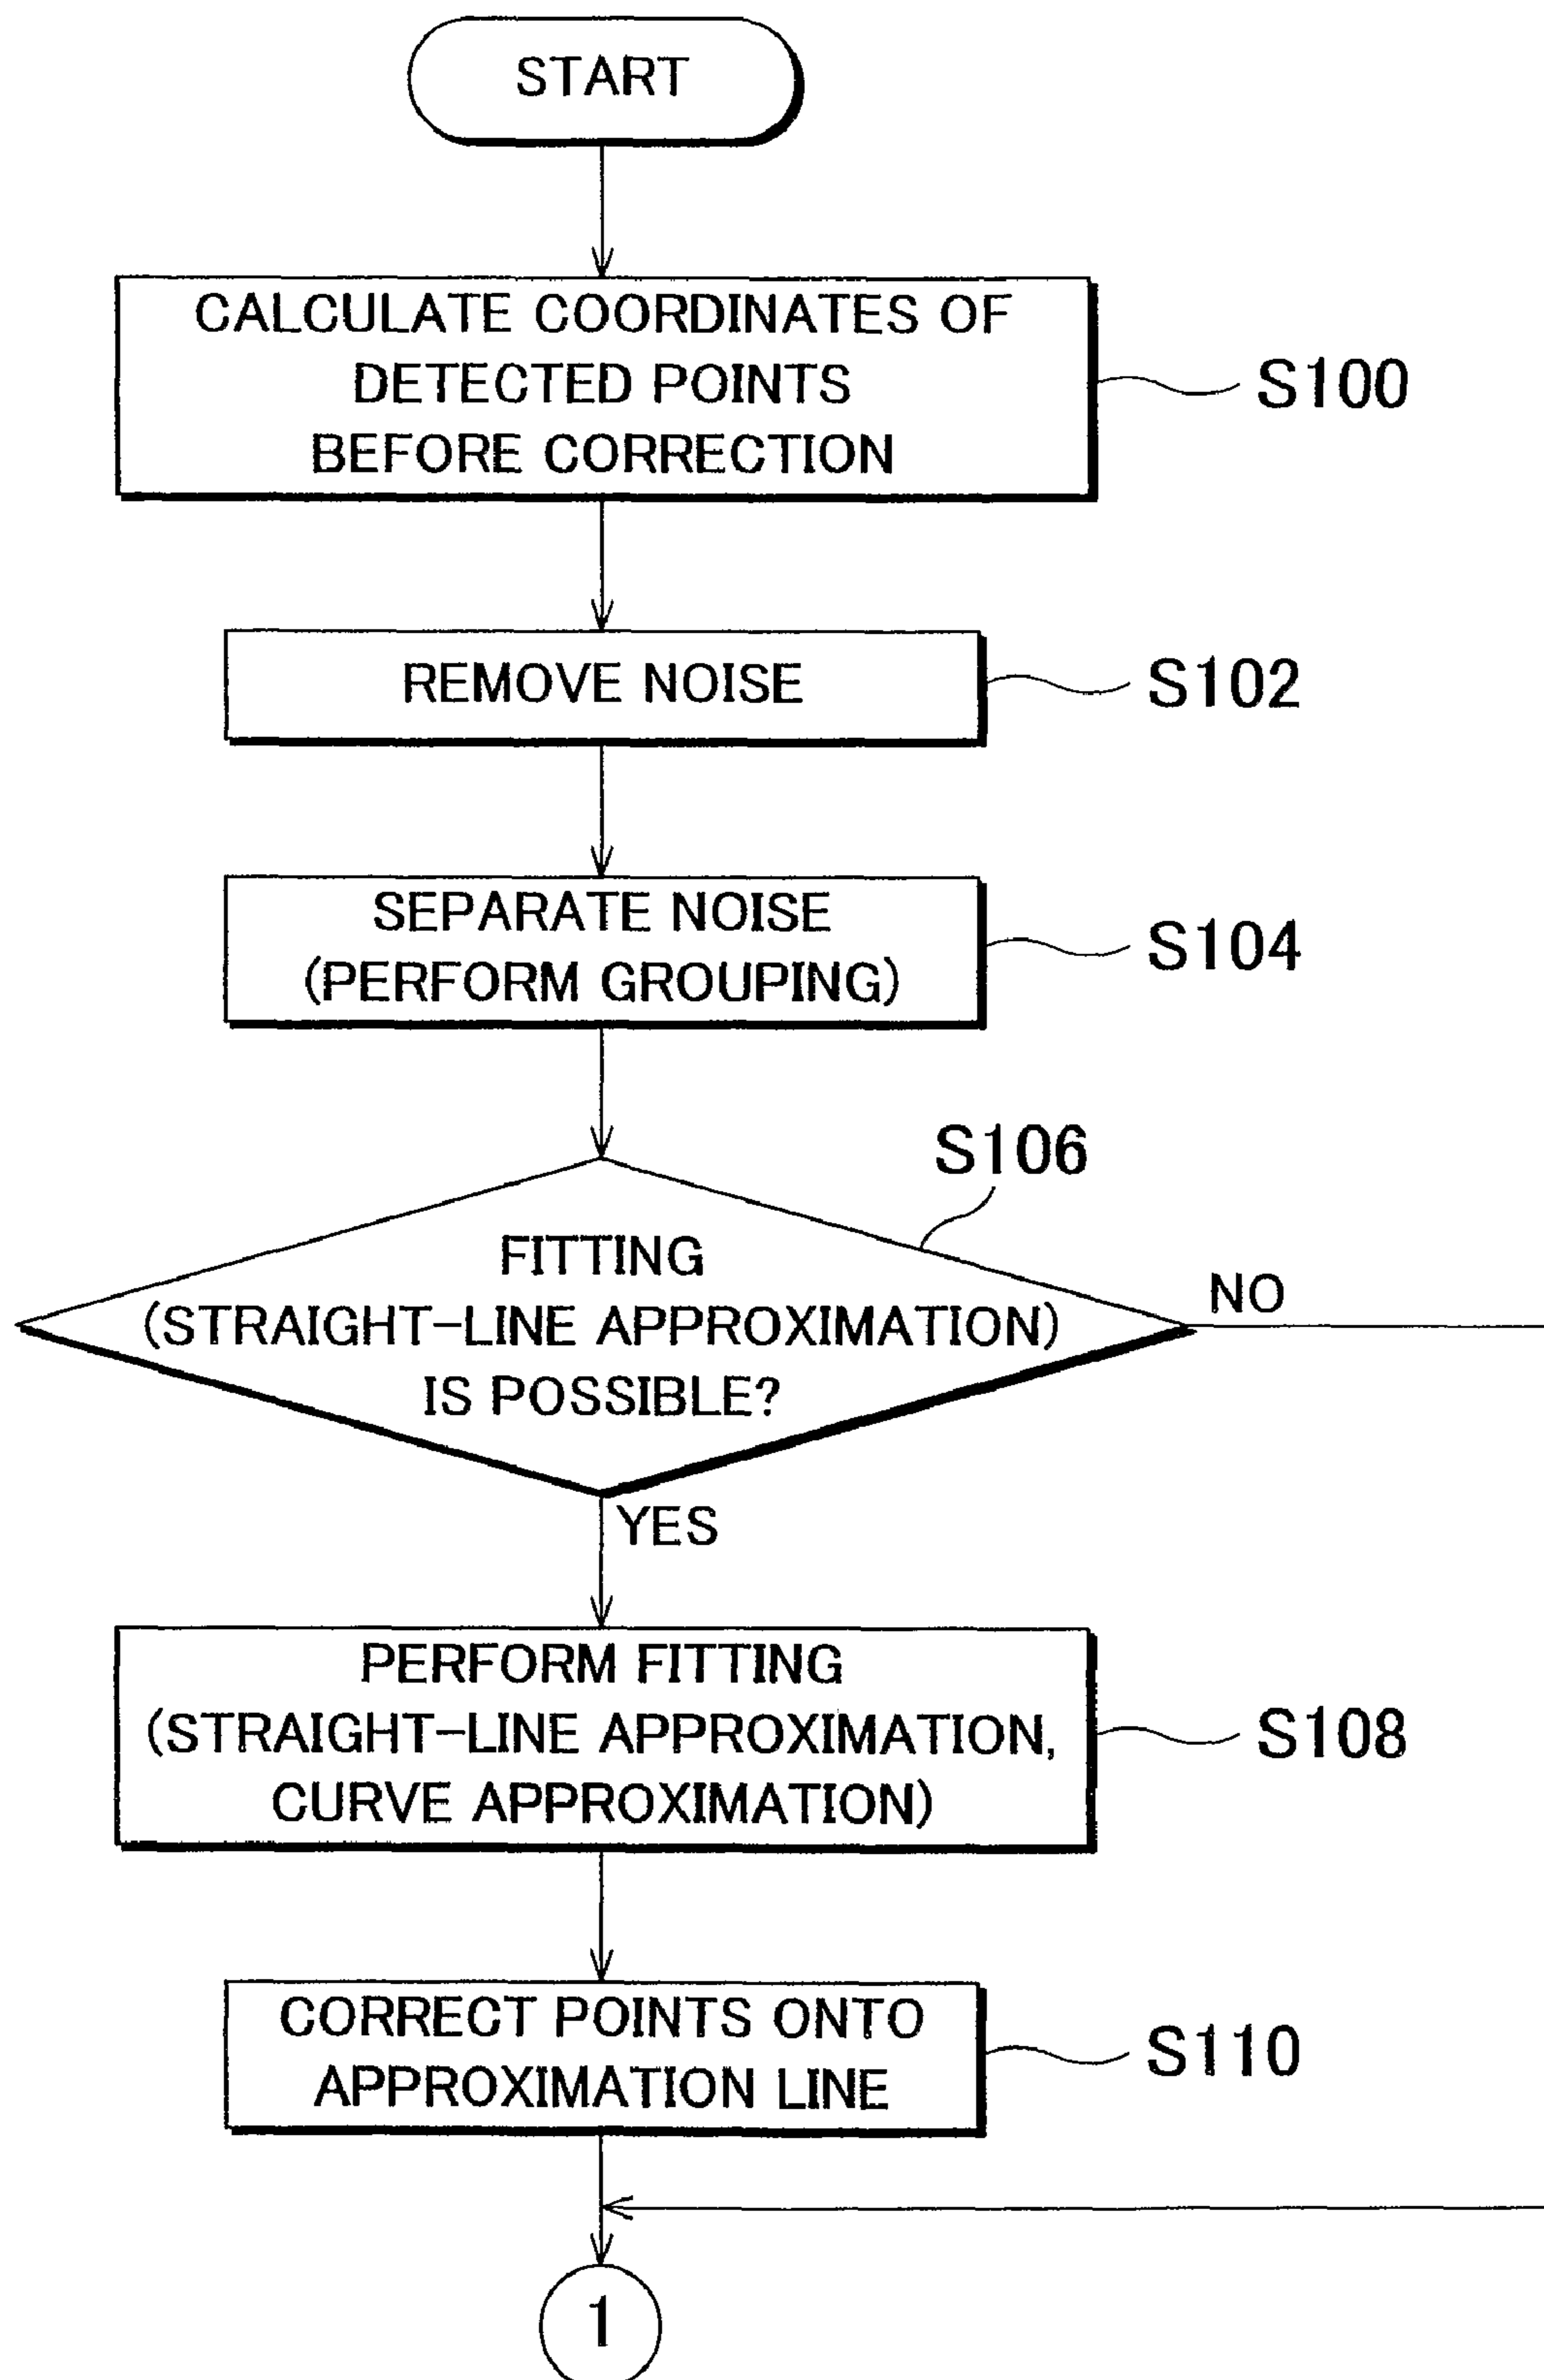 START
CALCULATE COORDINATES OF
DETECTED POINTS
BEFORE CORRECTION
S100
REMOVE NOISE
S102
SEPARATE NOISE
(PERFORM GROUPING)
S104
S106
FITTING
(STRAIGHT-LINE APPROXIMATION)
IS POSSIBLE?
NO
YES
PERFORM FITTING
(STRAIGHT-LINE APPROXIMATION,
CURVE APPROXIMATION)
S108
CORRECT POINTS ONTO
APPROXIMATION LINE
S110
1